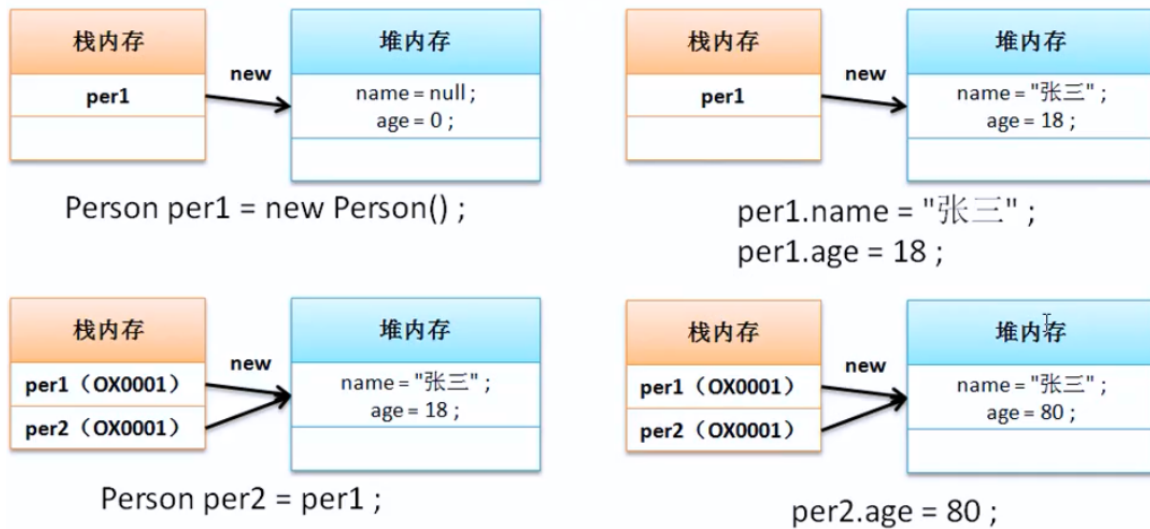 栈内存
堆内存
new
per1
name = null ;
age = 0 ;
Person per1 = new Person() ;
栈内存
堆内存
new
per1
name = "张三" ;
age = 18 ;
per1.name = "张三" ;
per1.age = 18 ;
栈内存
堆内存
new
per1（OX0001）
name = "张三" ;
age = 18 ;
per2（OX0001）
Person per2 = per1 ;
栈内存
堆内存
new
per1（OX0001）
name = "张三" ;
age = 80 ;
per2（OX0001）
per2.age = 80 ;